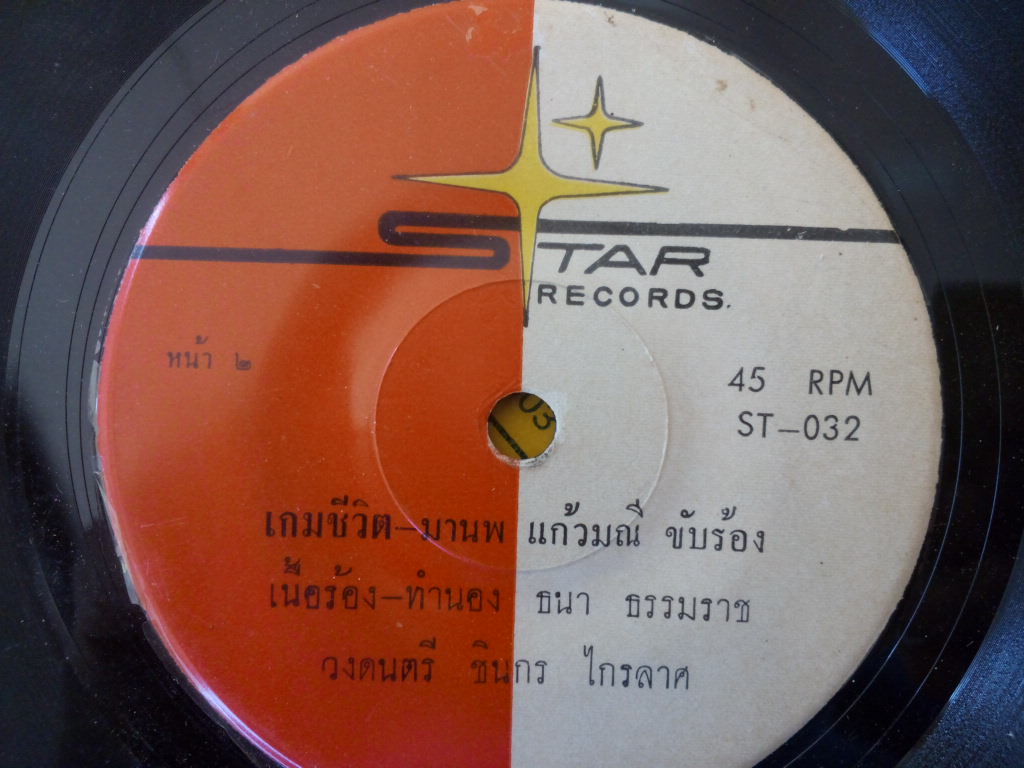 STAR
RECORDS.
หน้า ๒
45 RPM
ST-032
03
เกมชีวิต-มานพ แก้วมณี ขับร้อง
เนื้อร้อง-ทำนอง ธนา ธรรมราช
วงดนตรี ชินกร ไกรลาศ